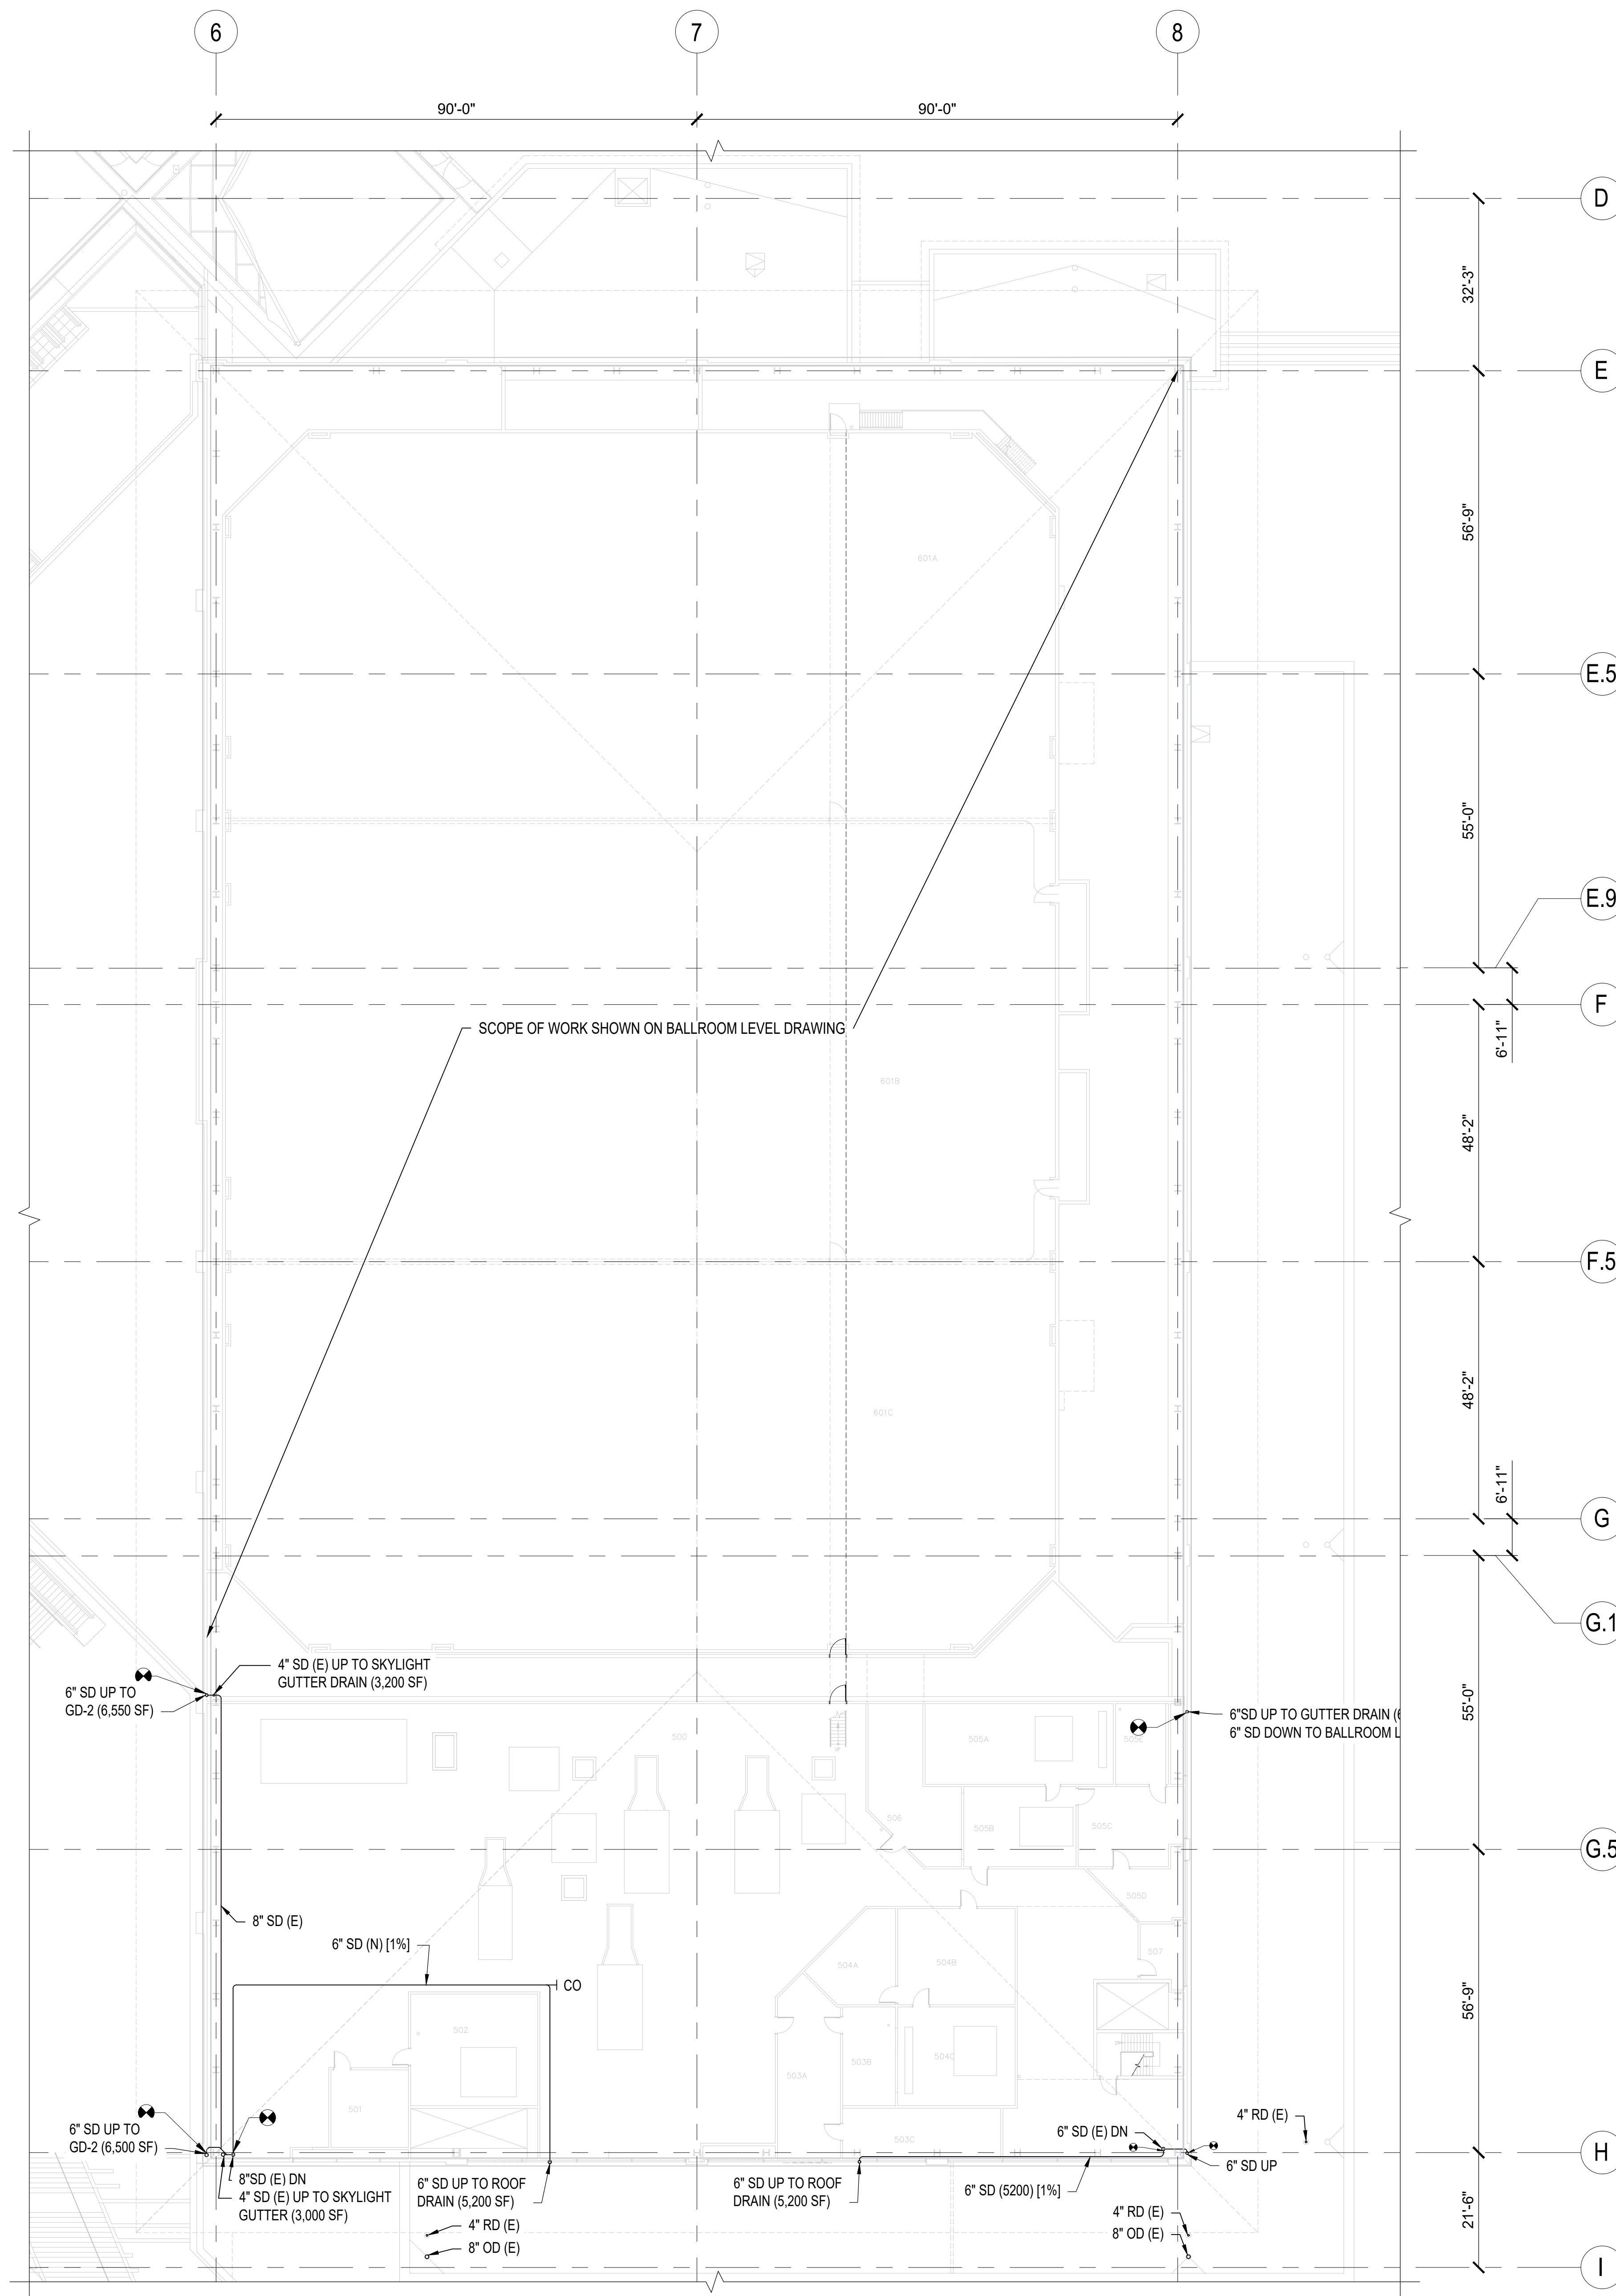 6
7
8
90'-0"
90'-0"
D
32'-3"
E
56'-9"
601A
E.5
55'-0"
E.9
F
6'-11"
SCOPE OF WORK SHOWN ON BALLROOM LEVEL DRAWING
601B
48'-2"
F.5
48'-2"
601C
6'-11"
G
G.1
4" SD (E) UP TO SKYLIGHT
GUTTER DRAIN (3,200 SF)
6" SD UP TO
GD-2 (6,550 SF)
55'-0"
6"SD UP TO GUTTER DRAIN (6
6" SD DOWN TO BALLROOM L
500
505A
505E
506
505B
505C
G.5
505D
8" SD (E)
6" SD (N) [1%]
CO
507
504A
504B
56'-9"
502
503B
504C
503A
501
6" SD UP TO
GD-2 (6,500 SF)
503C
6" SD (E) DN
4" RD (E)
H
6" SD UP
8"SD (E) DN
4" SD (E) UP TO SKYLIGHT
GUTTER (3,000 SF)
6" SD UP TO ROOF
DRAIN (5,200 SF)
6" SD UP TO ROOF
DRAIN (5,200 SF)
6" SD (5200) [1%]
21'-6"
4" RD (E)
8" OD (E)
4" RD (E)
8" OD (E)
I